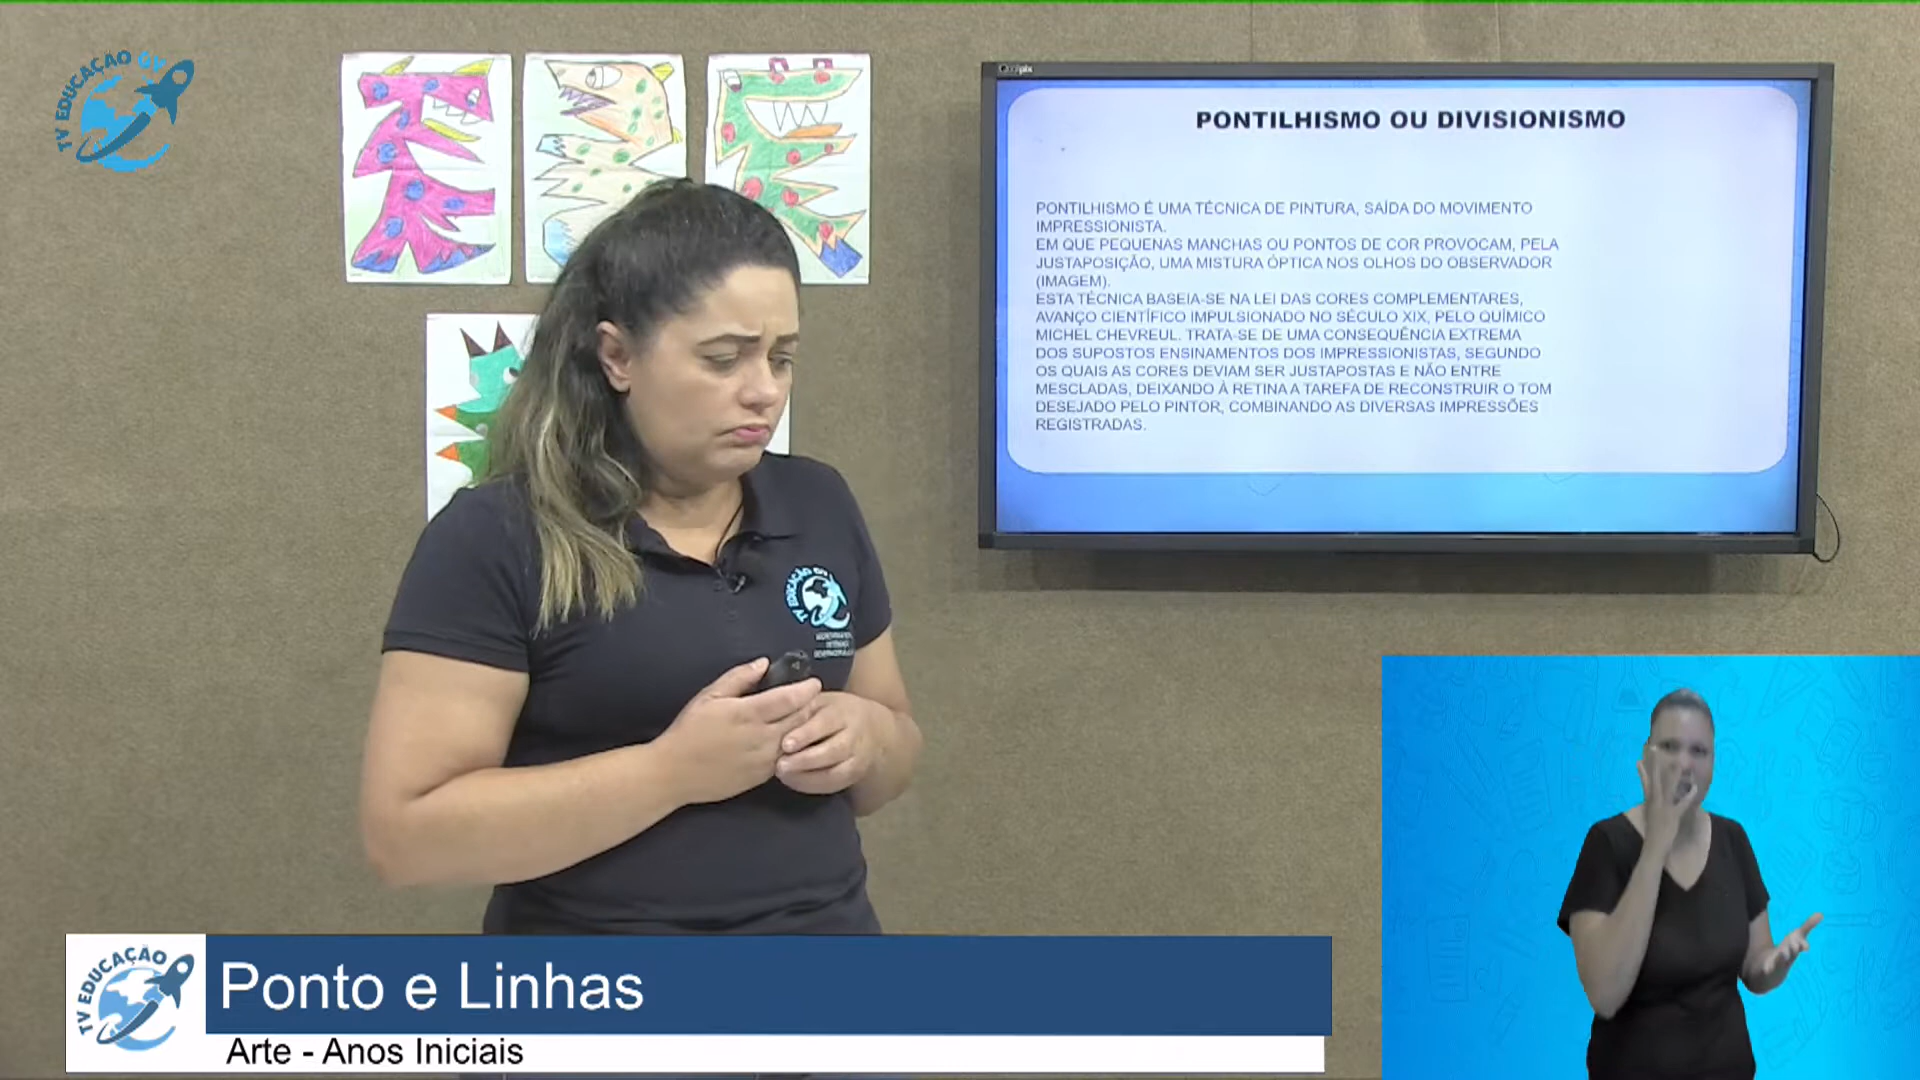 TV EDUCAÇÃO GV
PONTILHISMO OU DIVISIONISMO
PONTILHISMO É UMA TÉCNICA DE PINTURA, SAÍDA DO MOVIMENTO
IMPRESSIONISTA.
EM QUE PEQUENAS MANCHAS OU PONTOS DE COR PROVOCAM, PELA
JUSTAPOSIÇÃO, UMA MISTURA ÓPTICA NOS OLHOS DO OBSERVADOR
(IMAGEM).
ESTA TÉCNICA BASEIA-SE NA LEI DAS CORES COMPLEMENTARES,
AVANÇO CIENTÍFICO IMPULSIONADO NO SÉCULO XIX, PELO QUÍMICO
MICHEL CHEVREUL. TRATA-SE DE UMA CONSEQUÊNCIA EXTREMA
DOS SUPOSTOS ENSINAMENTOS DOS IMPRESSIONISTAS, SEGUNDO
OS QUAIS AS CORES DEVIAM SER JUSTAPOSTAS E NÃO ENTRE
MESCLADAS, DEIXANDO À RETINA A TAREFA DE RECONSTRUIR O TOM
DESEJADO PELO PINTOR, COMBINANDO AS DIVERSAS IMPRESSÕES
REGISTRADAS.
TV EDUCAÇÃO GV
TV EDUCAÇÃO
Ponto e Linhas
Arte - Anos Iniciais